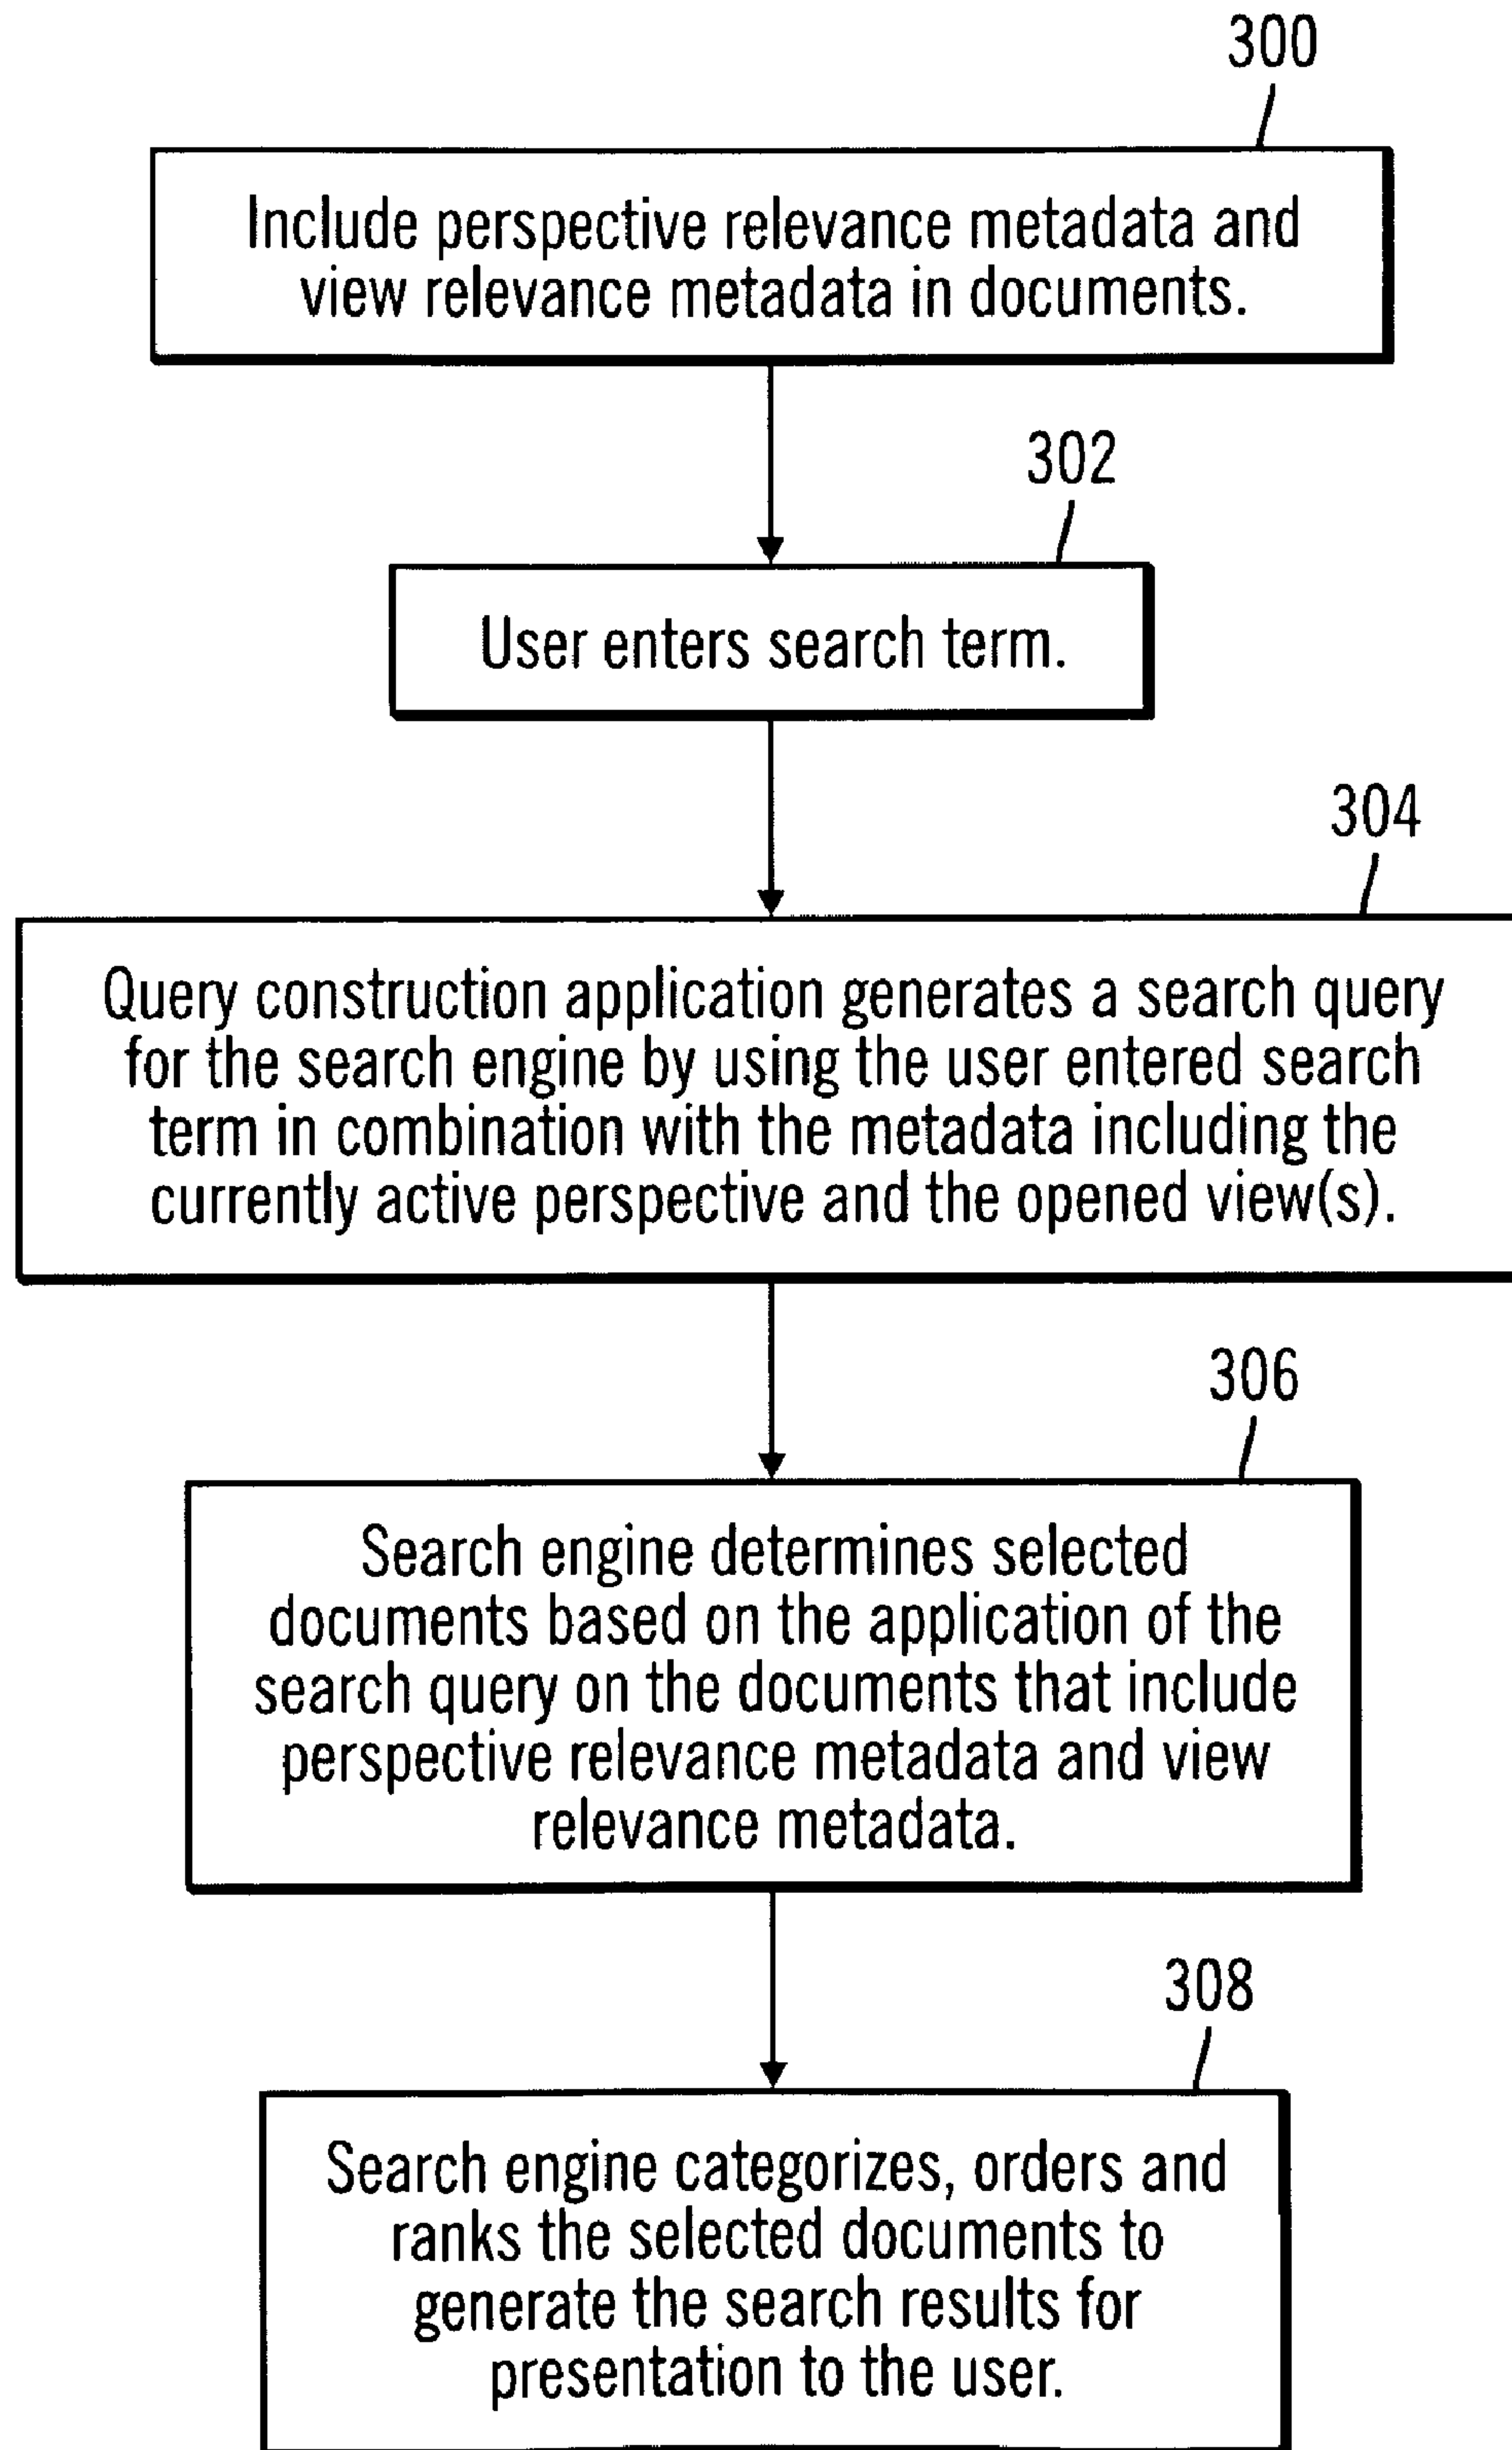 300
Include perspective relevance metadata and
view relevance metadata in documents.
302
User enters search term.
304
Query construction application generates a search query
for the search engine by using the user entered search
term in combination with the metadata including the
currently active perspective and the opened view(s).
306
Search engine determines selected
documents based on the application of the
search query on the documents that include
perspective relevance metadata and view
relevance metadata.
308
Search engine categorizes, orders and
ranks the selected documents to
generate the search results for
presentation to the user.